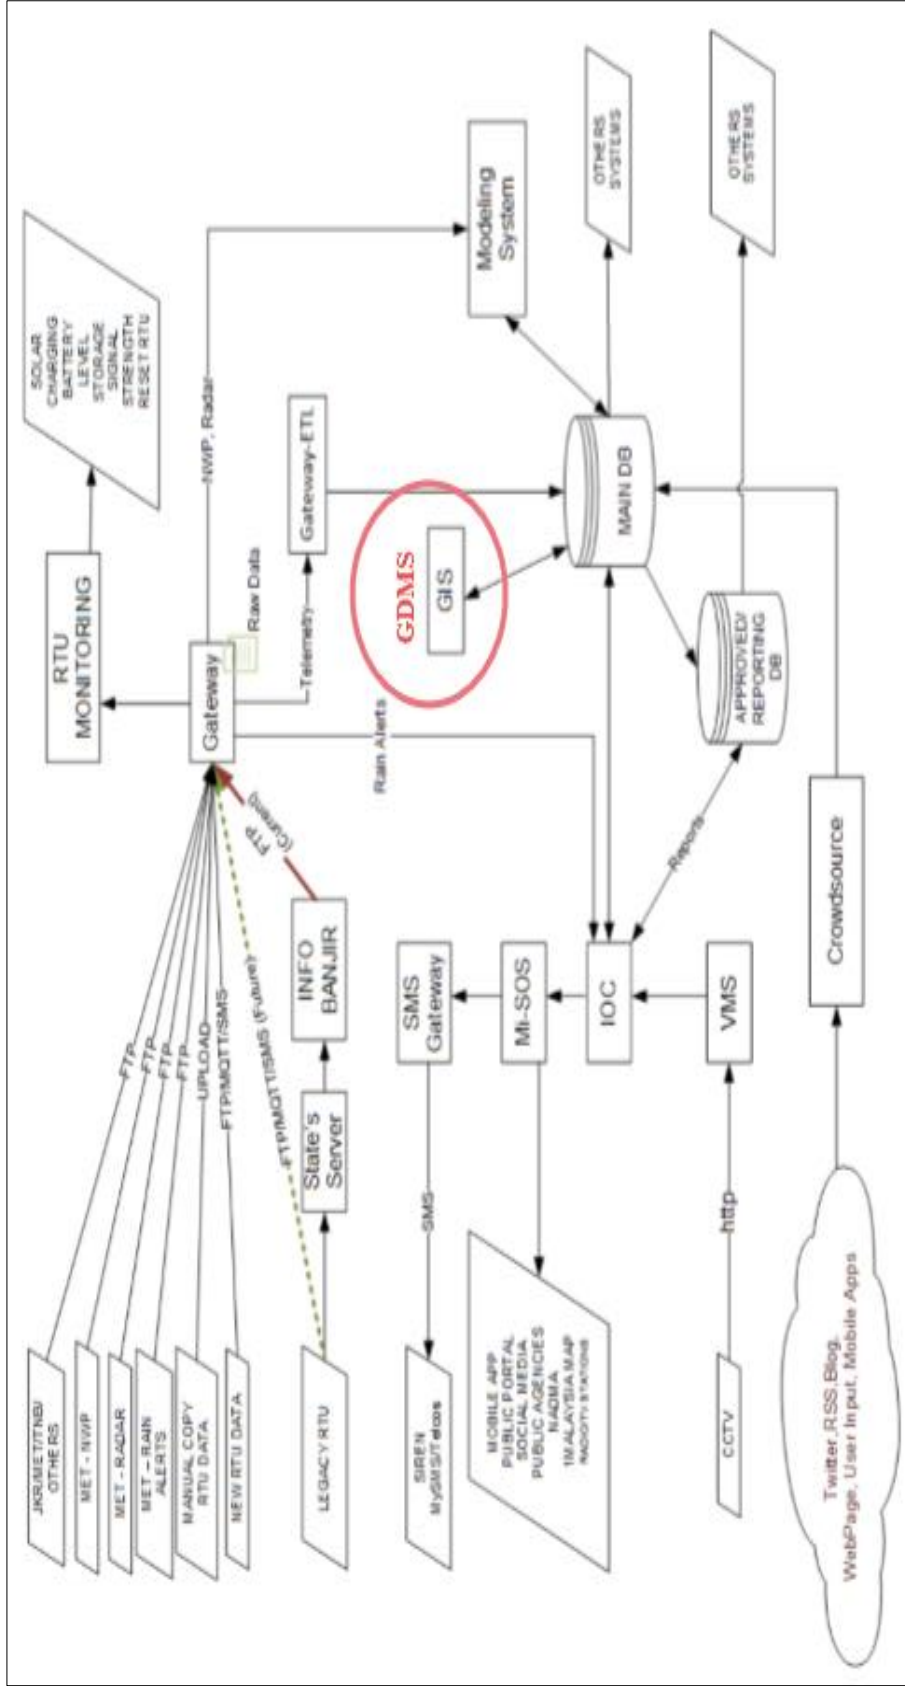 JKR/MET/TNB/
OTHERS
MET - NWP
MET - RADAR
MET – RAIN
ALERTS
MANUAL COPY
RTU DATA
NEW RTU DATA
LEGACY RTU
FTP
FTP
FTP
FTP
UPLOAD
FTP/MQTT/SMS
FTP/MQTT/SMS (Future)
State's
Server
INFO
BANJIR
FTP
(Current)
Gateway
Raw Data
RTU
MONITORING
SOLAR
CHARGING
BATTERY
LEVEL
STORAGE
SIGNAL
STRENGTH
RESET RTU
NWP, Radar
Telemetry
Gateway-ETL
Rain Alerts
GDMS
GIS
Modeling
System
MAIN DB
OTHERS
SYSTEMS
OTHERS
SYSTEMS
APPROVED/
REPORTING
DB
Reports
SIREN
MySMS/Telcos
SMS
SMS
Gateway
Mi-SOS
IOC
VMS
MOBILE APP
PUBLIC PORTAL
SOCIAL MEDIA
PUBLIC AGENCIES
NADMA
1MALAYSIA MAP
RADIO/TV STATIONS
CCTV
http
Crowdsource
Twitter,RSS,Blog,
WebPage, User Input, Mobile Apps